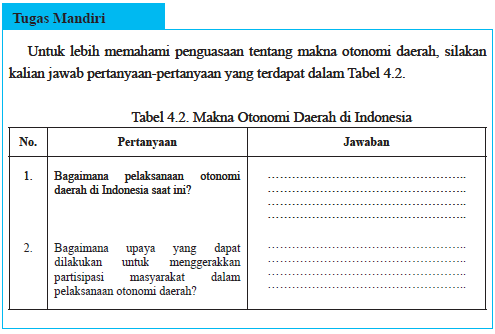 Tugas Mandiri
Untuk lebih memahami penguasaan tentang makna otonomi daerah, silakan
kalian jawab pertanyaan-pertanyaan yang terdapat dalam Tabel 4.2.
Tabel 4.2. Makna Otonomi Daerah di Indonesia
No. Pertanyaan Jawaban
1. Bagaimana pelaksanaan otonomi ........................................................
daerah di Indonesia saat ini? ........................................................
........................................................
........................................................
2. Bagaimana upaya yang dapat ........................................................
dilakukan untuk menggerakkan ........................................................
partisipasi masyarakat dalam ........................................................
pelaksanaan otonomi daerah? ........................................................